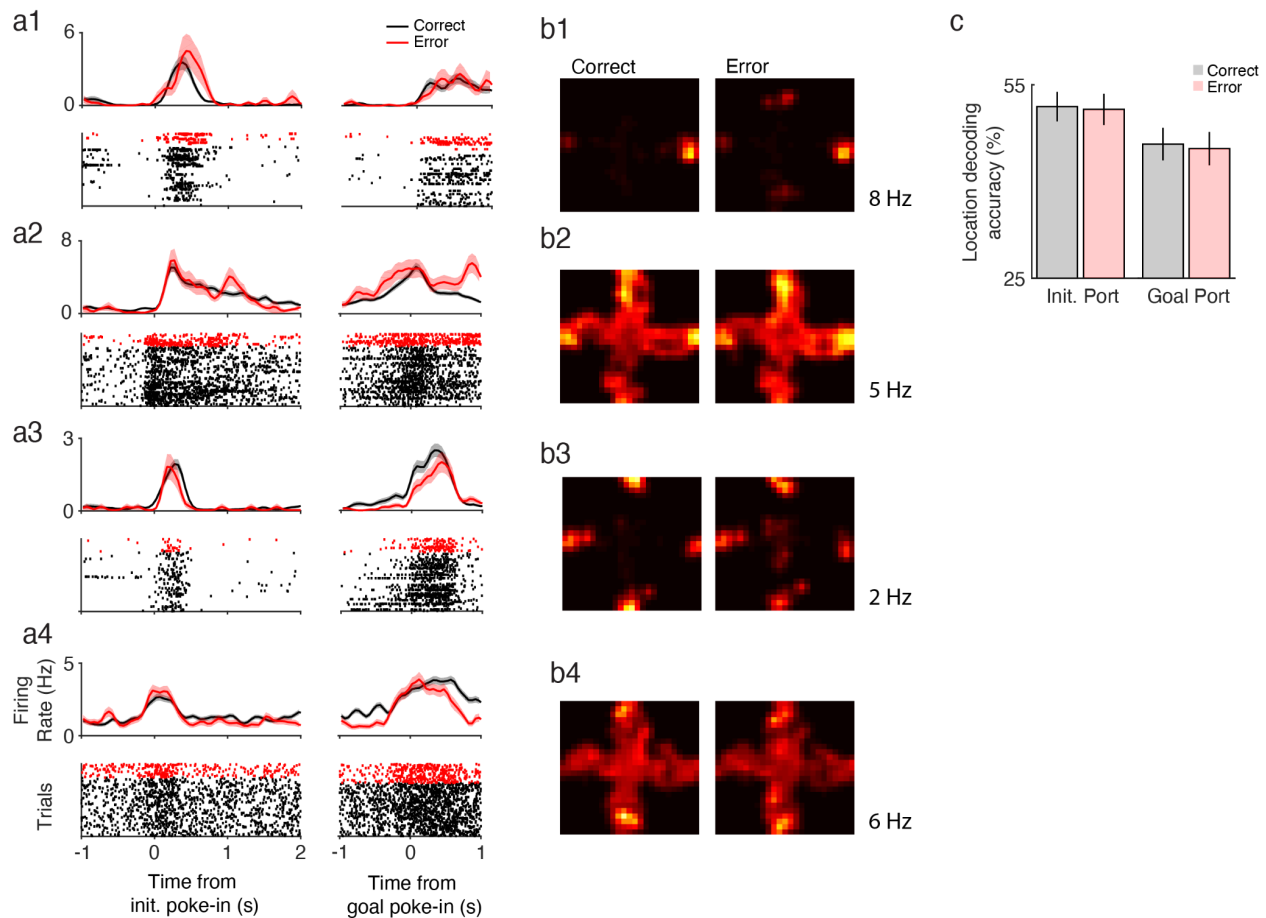 a1
6
0
Correct
Error
b1
Correct
Error
8 Hz
c
Correct
Error
55
25
Location decoding
accuracy (%)
Init. Port
Goal Port
a2
8
0
b2
5 Hz
a3
3
0
b3
2 Hz
a4
5
0
Firing
Rate (Hz)
Trials
-1
0
1
2
-1
0
1
Time from
init. poke-in (s)
Time from
goal poke-in (s)
b4
6 Hz